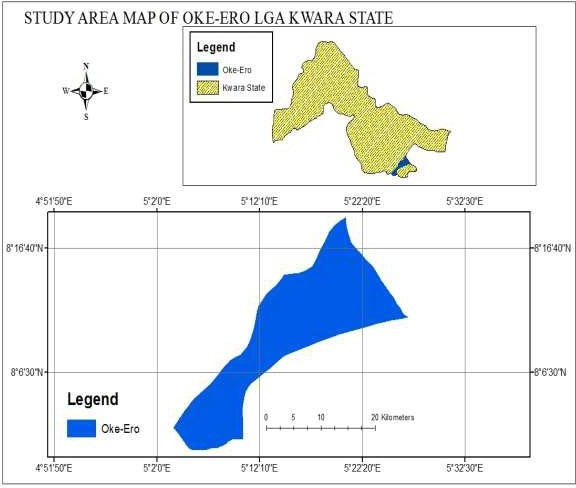 STUDY AREA MAP OF OKE-ERO LGA KWARA STATE
Legend
Oke-Ero
Kwara State
N
W E
S
4°51'50"E 5°2'0"E 5°12'10"E 5°22'20"E 5°32'30"E
8°16'40"N 8°16'40"N
8°6'30"N 8°6'30"N
Legend
Oke-Ero
0 5 10 20 Kilometers
4°51'50"E 5°2'0"E 5°12'10"E 5°22'20"E 5°32'30"E